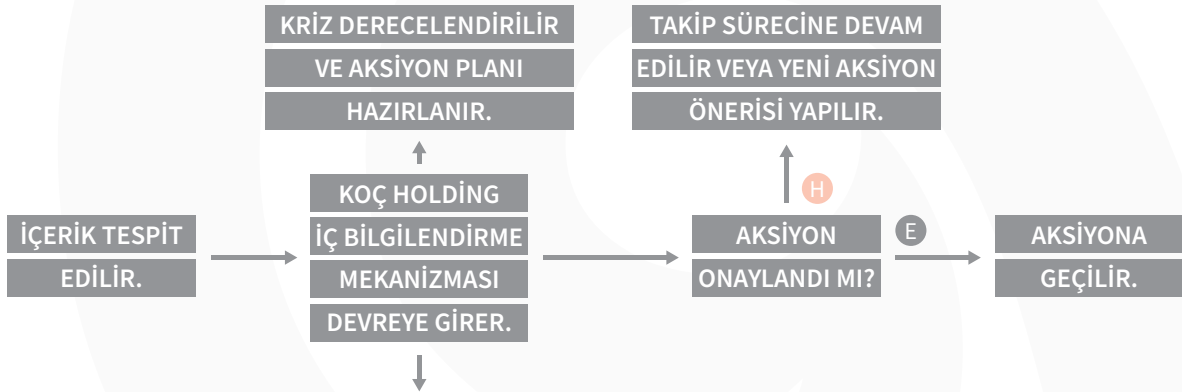 KRİZ DERECELENDİRİLİR
VE AKSİYON PLANI
HAZIRLANIR.
TAKİP SÜRECİNE DEVAM
EDİLİR VEYA YENİ AKSİYON
ÖNERİSİ YAPILIR.
İÇERİK TESPİT
EDİLİR.
KOÇ HOLDİNG
İÇ BİLGİLENDİRME
MEKANİZMASI
DEVREYE GİRER.
H
AKSİYON
ONAYLANDI MI?
E
AKSİYONA
GEÇİLİR.